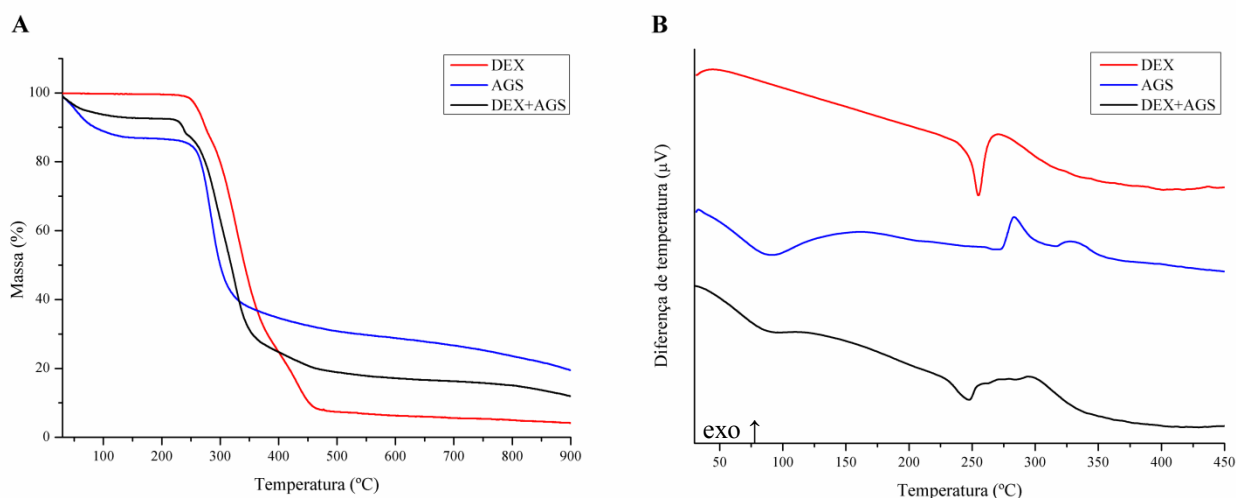 A
DEX
AGS
DEX+AGS
Massa (%)
100
80
60
40
20
0
100 200 300 400 500 600 700 800 900
Temperatura (ºC)
B
DEX
AGS
DEX+AGS
Diferença de temperatura (µV)
exo ↑
50 100 150 200 250 300 350 400 450
Temperatura (ºC)